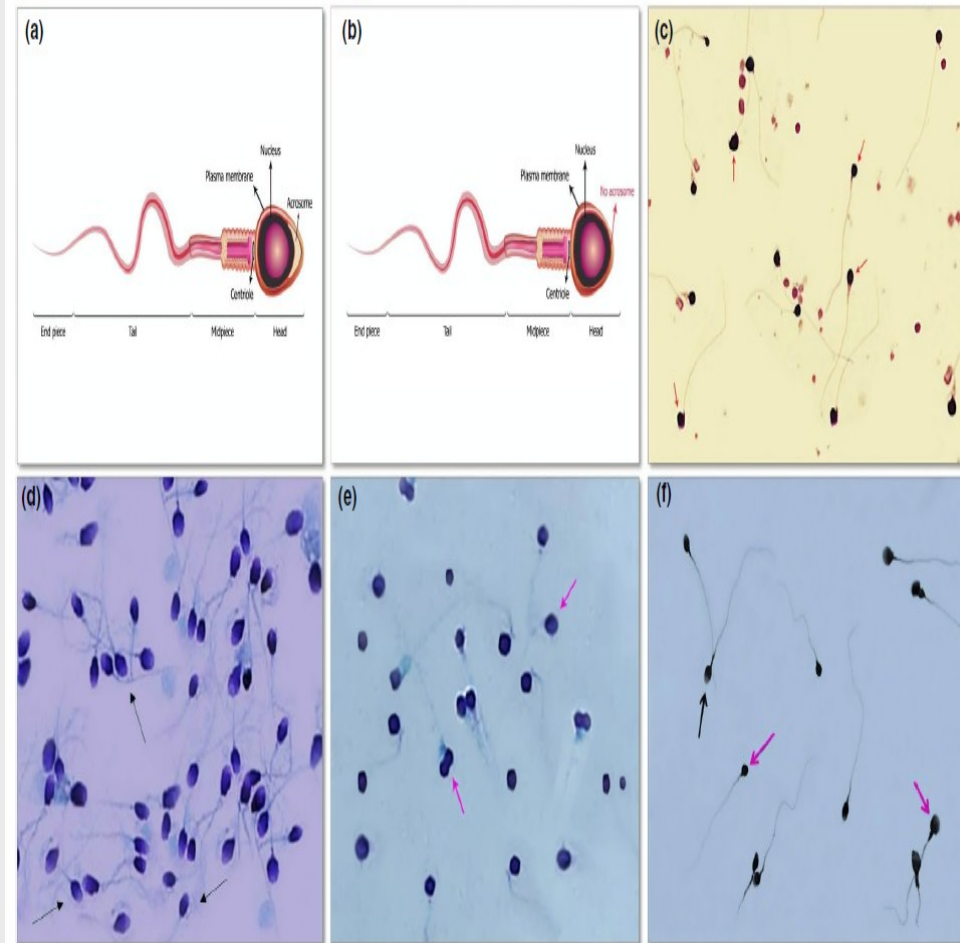 (a)
Nucleus
Plasma membrane
Acrosome
Centriole
End piece
Tail
Midpiece
Head
(b)
Nucleus
Plasma membrane
No acrosome
Centriole
End piece
Tail
Midpiece
Head
(c)
(d)
(e)
(f)